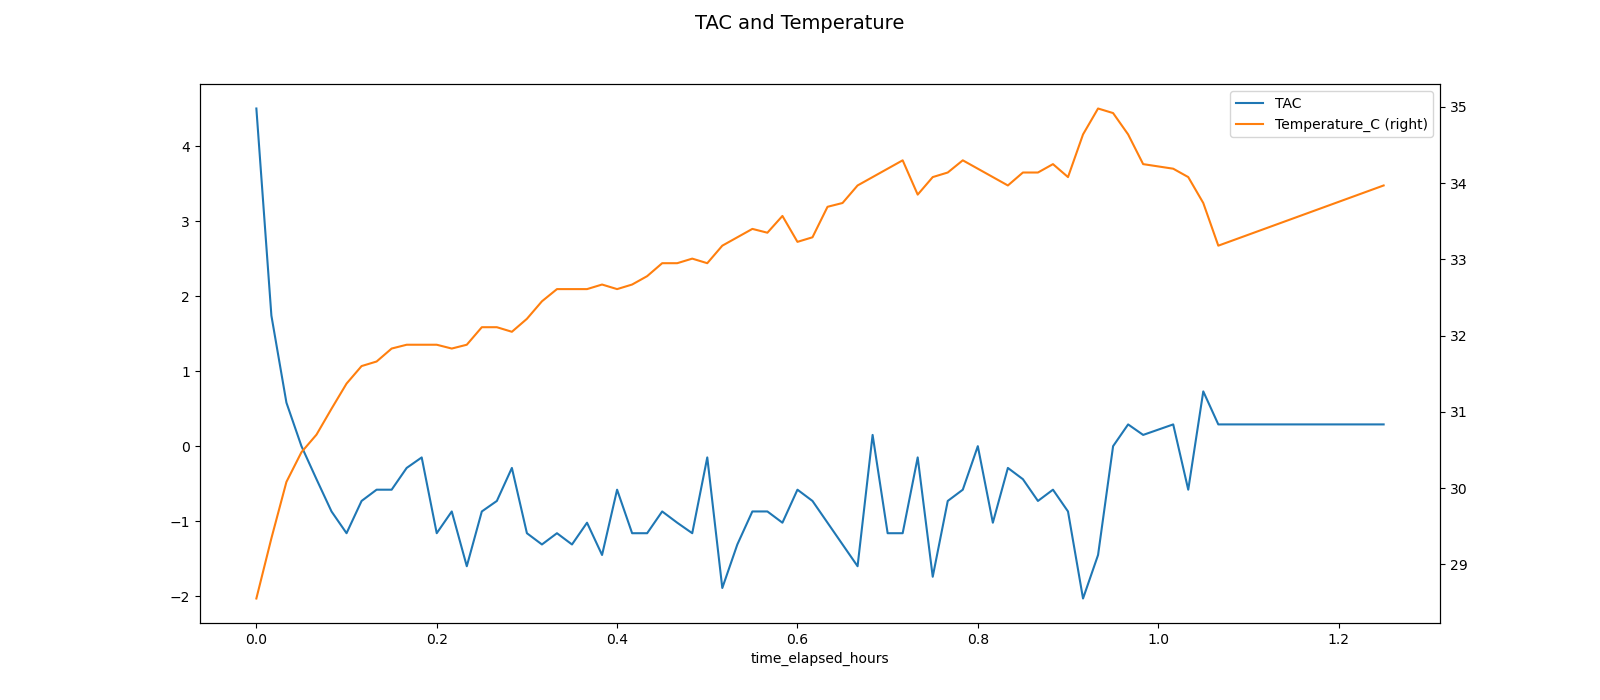 TAC and Temperature
TAC
Temperature_C (right)
4
3
2
1
0
−1
−2
35
34
33
32
31
30
29
0.0 0.2 0.4 0.6 0.8 1.0 1.2
time_elapsed_hours